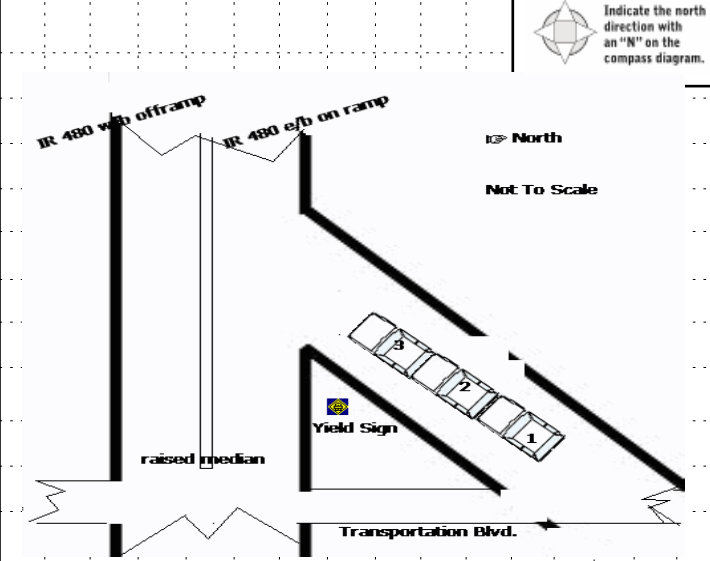 Indicate the north
direction with
an "N" on the
compass diagram.
IR 480 w/b offramp
IR 480 e/b on ramp
☞ North
Not To Scale
3
2
1
Yield Sign
raised median
Transportation Blvd.